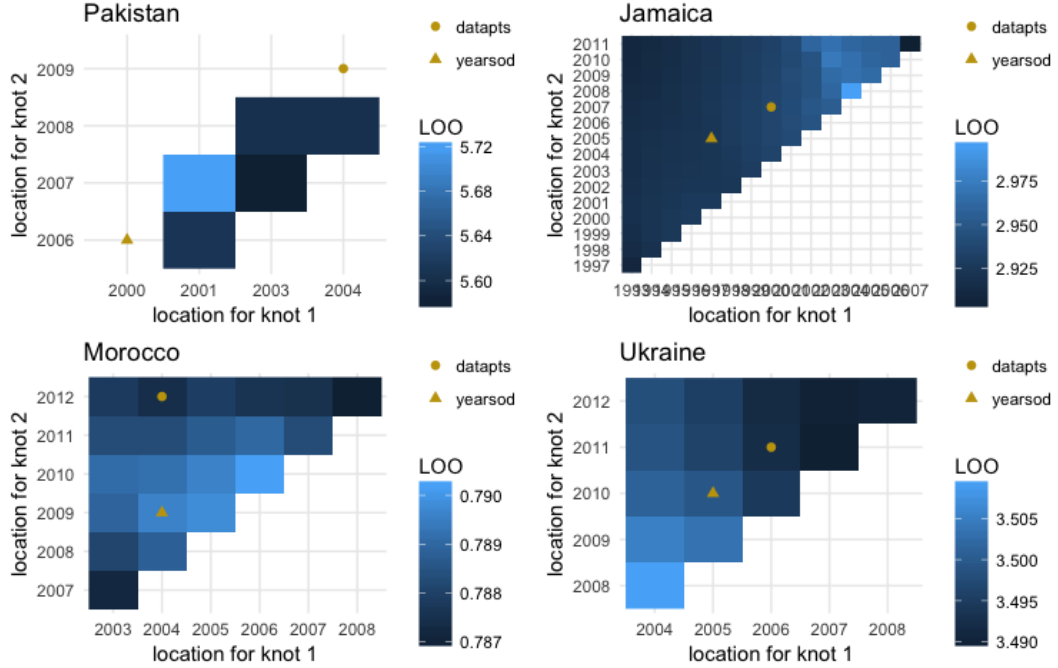 Pakistan
location for knot 2
2009
2008
2007
2006
2000 2001 2003 2004
location for knot 1
datapts
yearsod
LOO
5.72
5.68
5.64
5.60
Jamaica
location for knot 2
2011
2010
2009
2008
2007
2006
2005
2004
2003
2002
2001
2000
1999
1998
1997
location for knot 1
datapts
yearsod
LOO
2.975
2.950
2.925
Morocco
location for knot 2
2012
2011
2010
2009
2008
2007
2003 2004 2005 2006 2007 2008
location for knot 1
datapts
yearsod
LOO
0.790
0.789
0.788
0.787
Ukraine
location for knot 2
2012
2011
2010
2009
2008
2004 2005 2006 2007 2008
location for knot 1
datapts
yearsod
LOO
3.505
3.500
3.495
3.490